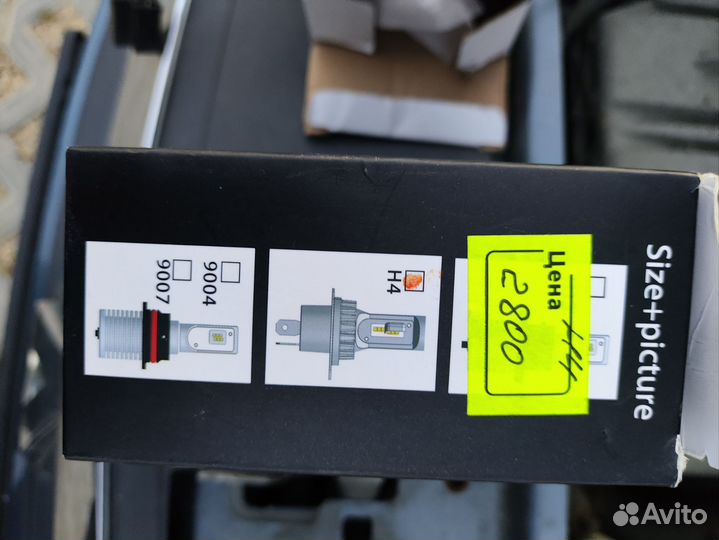 Size+picture
Цена
H4
2800
H4
9004
9007
Avito